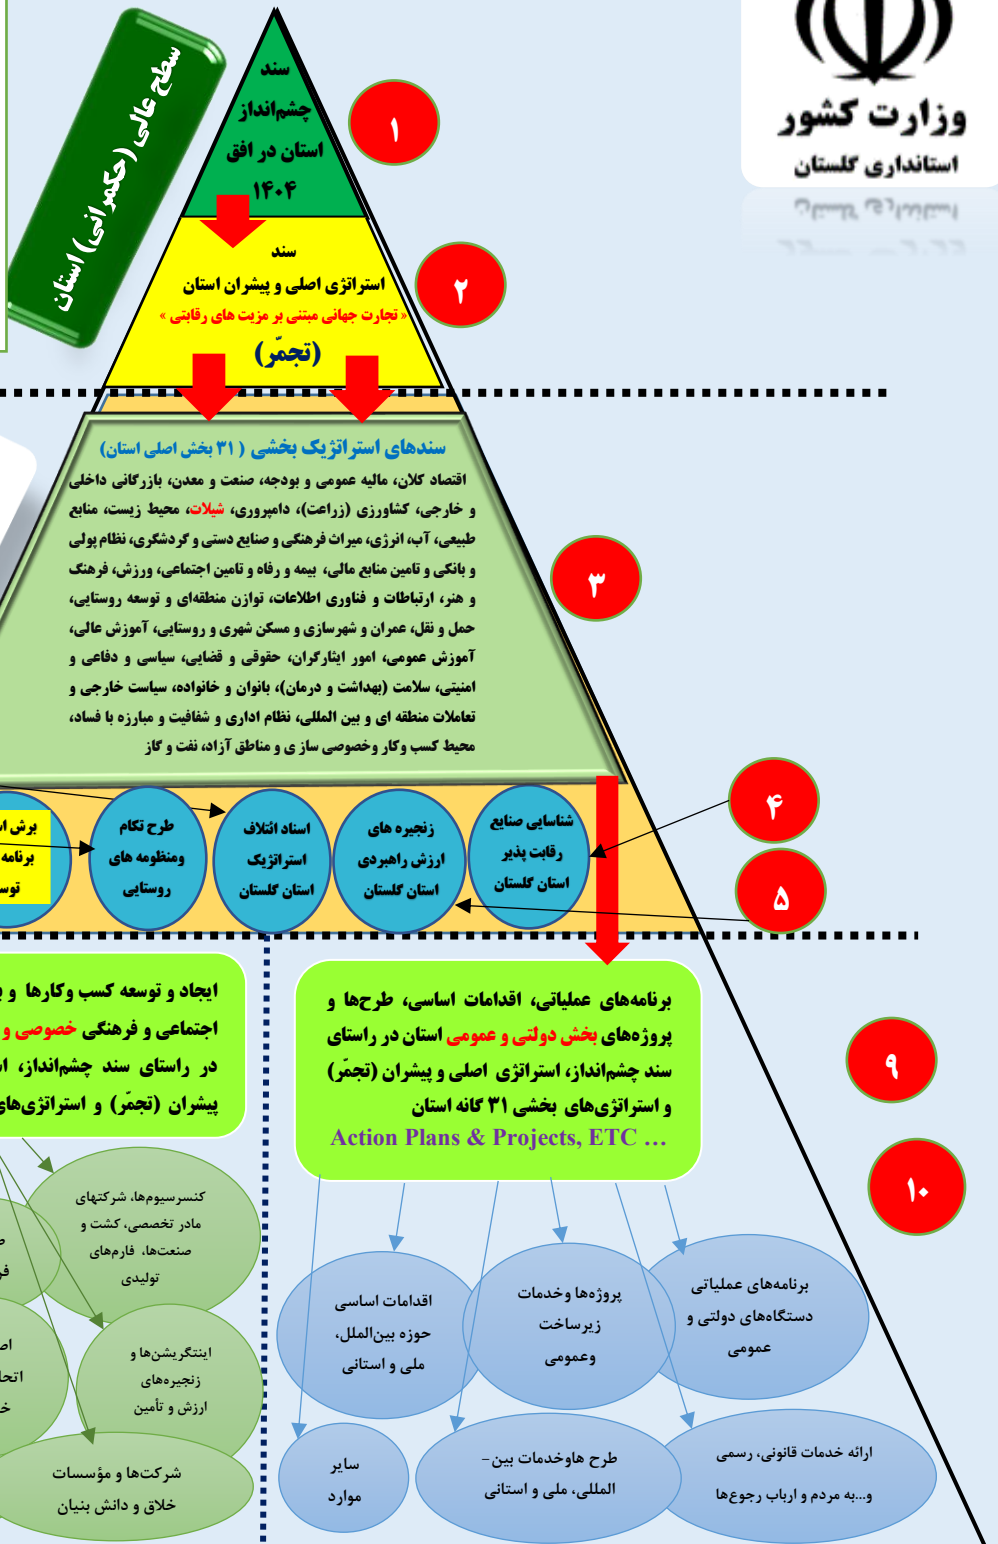 وزارت کشور
استانداری گلستان
سطح عالی (حکمرانی) استان
سند
چشم‌انداز
استان در افق
۱۴۰۴
۱
سند
استراتژی اصلی و پیشران استان
« تجارت جهانی مبتنی بر مزیت های رقابتی »
(تجمّر)
۲
سندهای استراتژیک بخشی ( ۳۱ بخش اصلی استان)
اقتصاد کلان، مالیه عمومی و بودجه، صنعت و معدن، بازرگانی داخلی
و خارجی، کشاورزی (زراعت)، دامپروری، شیلات، محیط زیست، منابع
طبیعی، آب، انرژی، میراث فرهنگی و صنایع دستی و گردشگری، نظام پولی
و بانکی و تامین منابع مالی، بیمه و رفاه و تامین اجتماعی، ورزش، فرهنگ
و هنر، ارتباطات و فناوری اطلاعات، توازن منطقه‌ای و توسعه روستایی،
حمل و نقل، عمران و شهرسازی و مسکن شهری و روستایی، آموزش عالی،
آموزش عمومی، امور ایثارگران، حقوقی و قضایی، سیاسی و دفاعی و
امنیتی، سلامت (بهداشت و درمان)، بانوان و خانواده، سیاست خارجی و
تعاملات منطقه ای و بین المللی، نظام اداری و شفافیت و مبارزه با فساد،
محیط کسب وکار وخصوصی ساز ی و مناطق آزاد، نفت و گاز
۳
شناسایی صنایع
رقابت پذیر
استان گلستان
زنجیره های
ارزش راهبردی
استان گلستان
اسناد ائتلاف
استراتژیک
استان گلستان
طرح تکام
ومنظومه های
روستایی
برش
برنامه
۴
۵
برنامه‌های عملیاتی، اقدامات اساسی، طرح‌ها و
پروژه‌های بخش دولتی و عمومی استان در راستای
سند چشم‌انداز، استراتژی اصلی و پیشران (تجمّر)
و استراتژی‌های بخشی ۳۱ گانه استان
Action Plans & Projects, ETC …
ایجاد و توسعه کسب وکارها و
اجتماعی و فرهنگی خصوصی و
در راستای سند چشم‌انداز،
پیشران (تجمّر) و استراتژی‌های
۹
۱۰
برنامه‌های عملیاتی
دستگاه‌های دولتی و
عمومی
پروژه‌ها وخدمات
زیرساخت
وعمومی
اقدامات اساسی
حوزه بین‌الملل،
ملی و استانی
ارائه خدمات قانونی، رسمی
و...به مردم و ارباب رجوع‌ها
طرح هاوخدمات بین-
المللی، ملی و استانی
سایر
موارد
کنسرسیوم‌ها، شرکتهای
مادر تخصصی، کشت و
صنعت‌ها، فارم‌های
تولیدی
اینتگریشن‌ها و
زنجیره‌های
ارزش و تأمین
شرکت‌ها و مؤسسات
خلاق و دانش بنیان